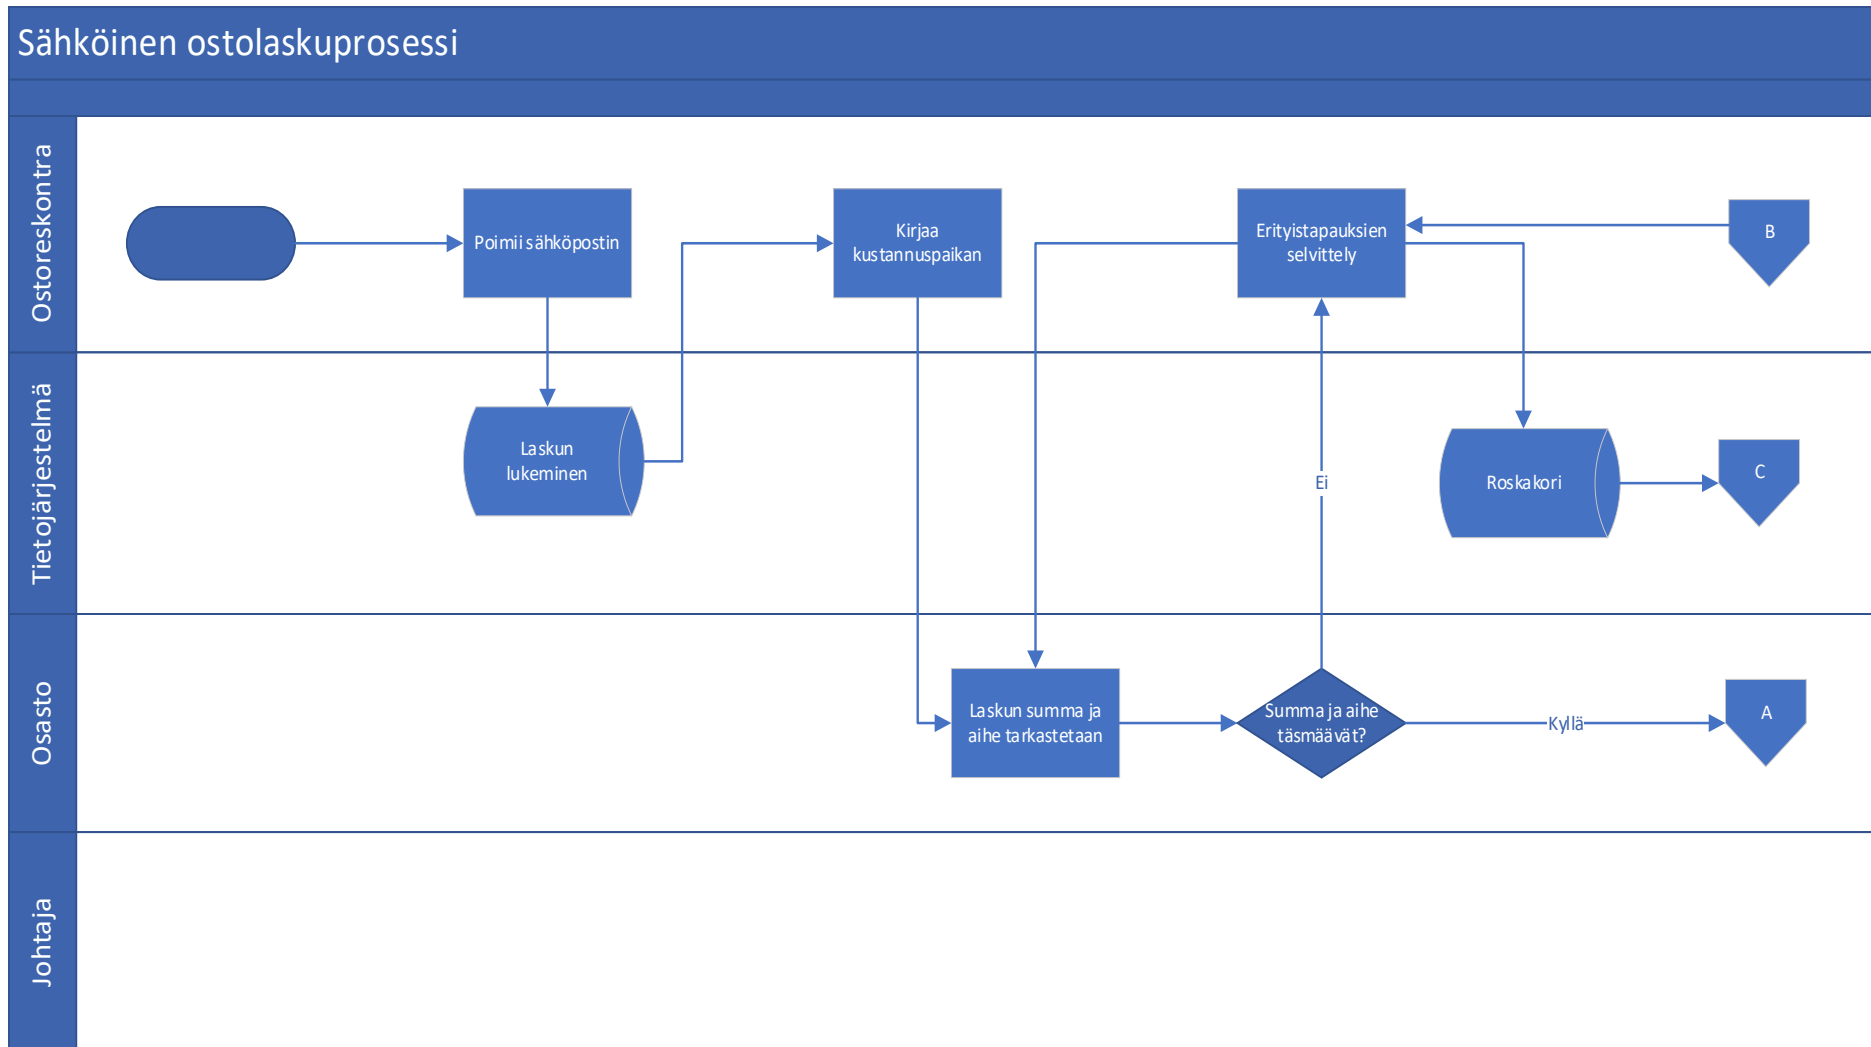 Sähköinen ostolaskuprosessi
Ostoreskontra
Poimii sähköpostin
Kirjaa
kustannuspaikan
Erityistapauksien
selvittely
B
Tietojärjestelmä
Laskun
lukeminen
Ei
Roskakori
C
Osasto
Laskun summa ja
aihe tarkastetaan
Summa ja aihe
täsmäävät?
Kyllä
A
Johtaja